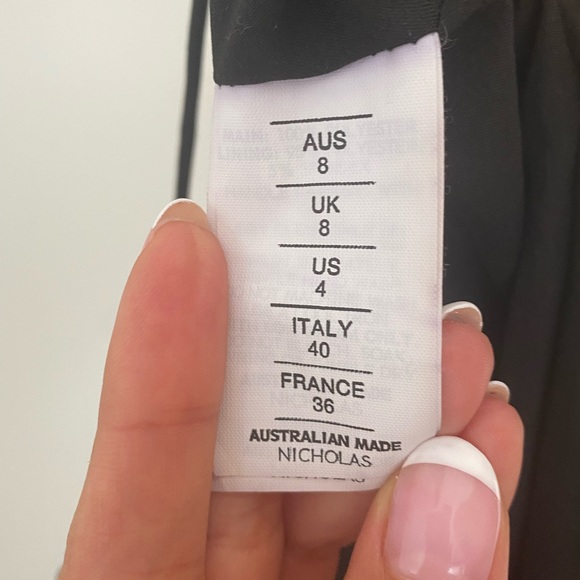 AUS
8
UK
8
US
4
ITALY
40
FRANCE
36
AUSTRALIAN MADE
NICHOLAS